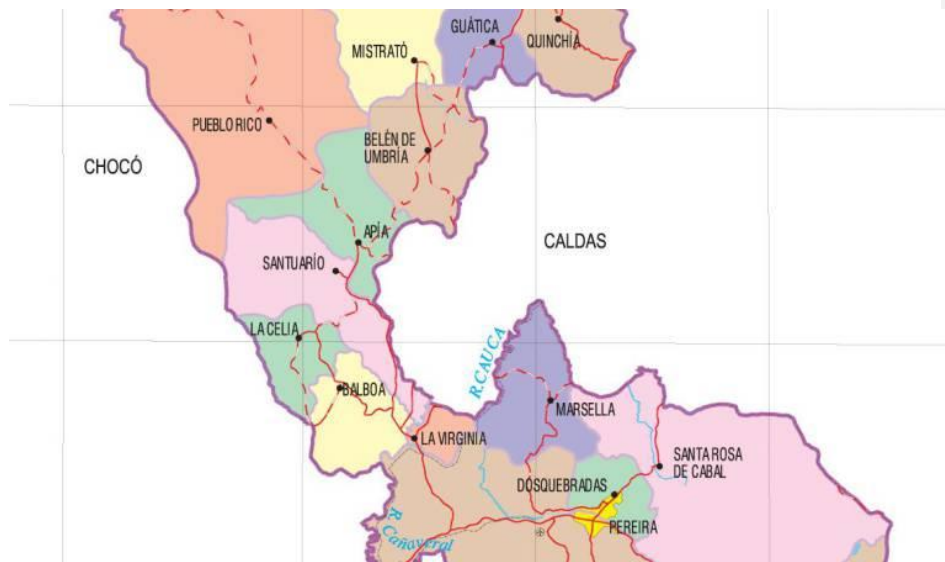 GUÁTICA
QUINCHÍA
MISTRATÓ
PUEBLO RICO
BELÉN DE
UMBRÍA
CHOCÓ
APÍA
CALDAS
SANTUARÍO
LA CELIA
R. CAUCA
BALBOA
MARSELLA
LA VIRGINIA
SANTA ROSA
DE CABAL
DOSQUEBRADAS
PEREIRA
R.
Cañaveral